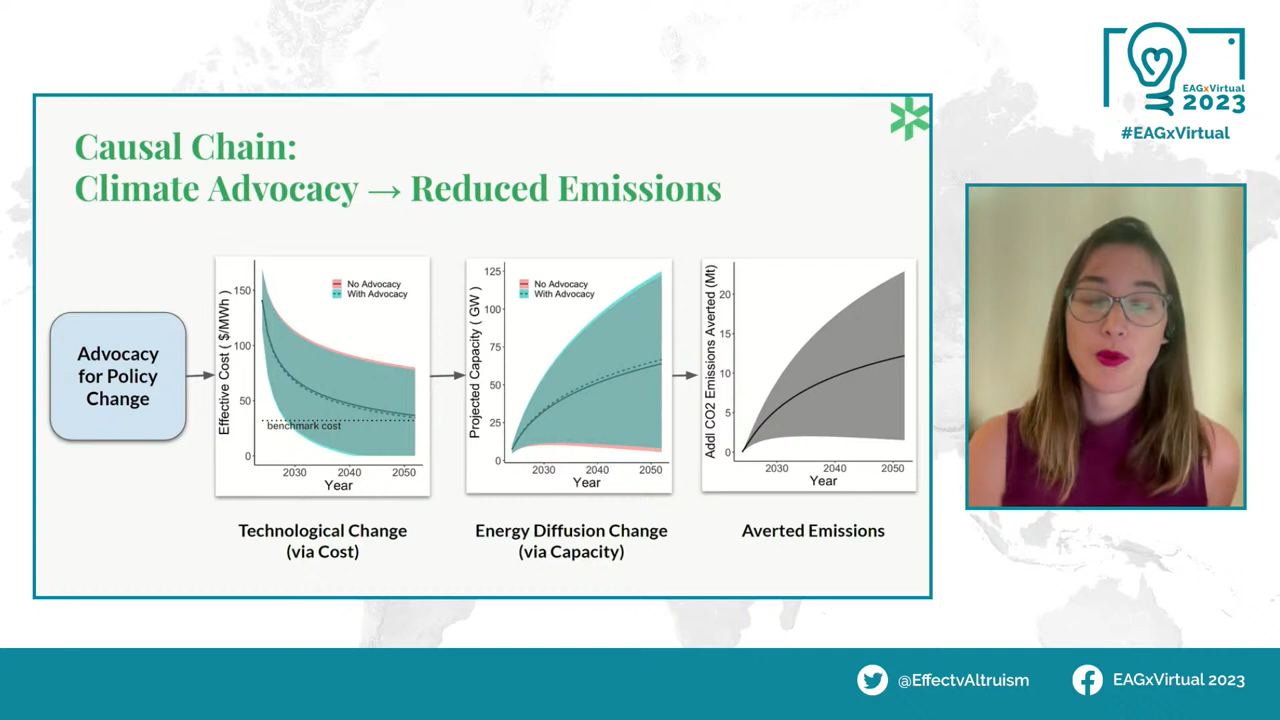 EAGxVirtual
2023
#EAGxVirtual
Causal Chain:
Climate Advocacy → Reduced Emissions
Advocacy
for Policy
Change
Effective Cost ( $/MWh )
150
100
50
0
No Advocacy
With Advocacy
benchmark cost
2030
2040
2050
Year
Technological Change
(via Cost)
Projected Capacity ( GW )
125
100
75
50
25
0
No Advocacy
With Advocacy
2030
2040
2050
Year
Energy Diffusion Change
(via Capacity)
Addl CO2 Emissions Averted (Mt)
20
15
10
5
0
2030
2040
2050
Year
Averted Emissions
@EffectvAltruism
EAGxVirtual 2023